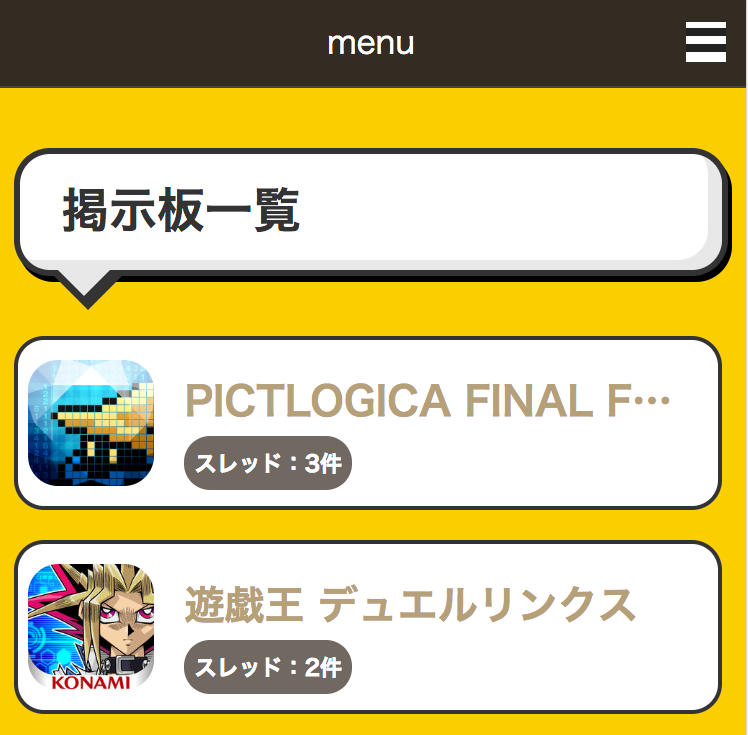 menu
掲示板一覧
PICTLOGICA FINAL F…
スレッド：3件
遊戯王 デュエルリンクス
スレッド：2件
KONAMI